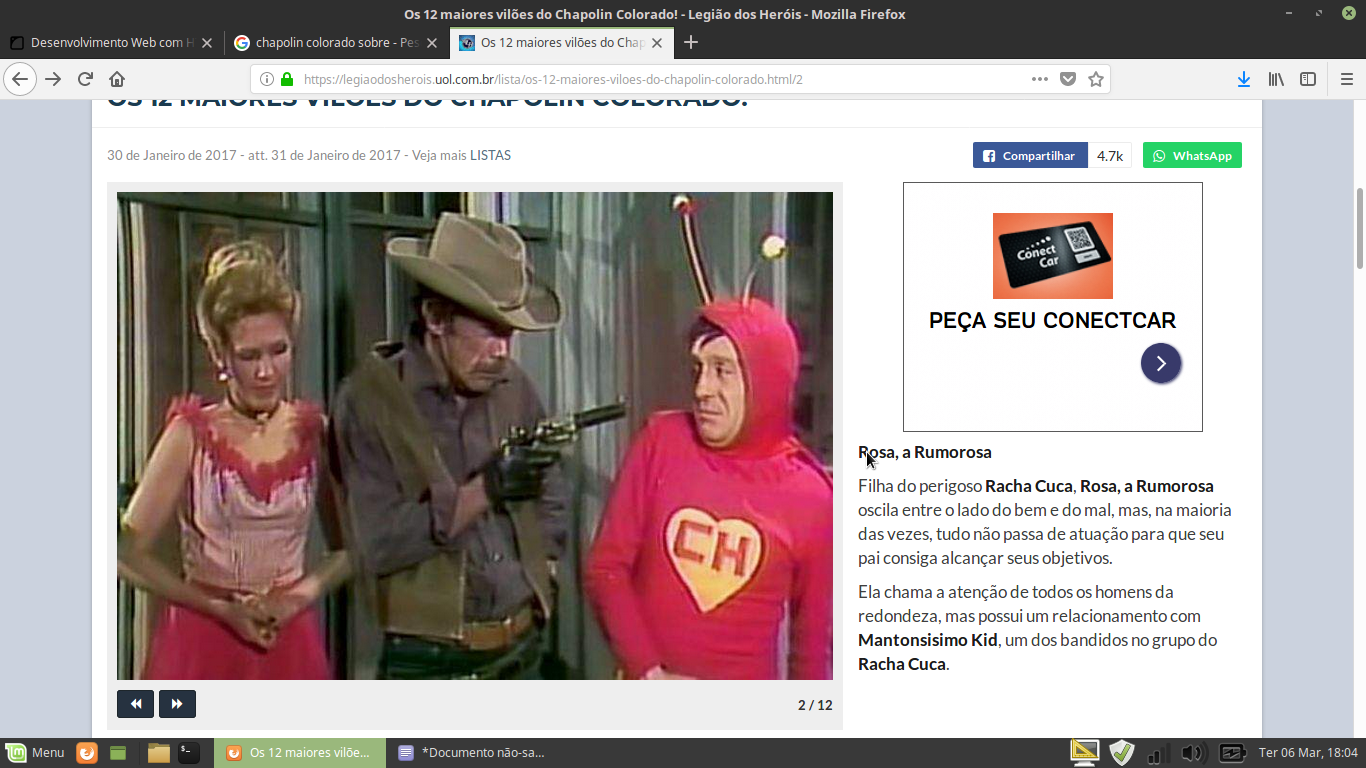 Os 12 maiores vilões do Chapolin Colorado! - Legião dos Heróis - Mozilla Firefox
Desenvolvimento Web com H
chapolin colorado sobre - Pes
Os 12 maiores vilões do Chap
https://legiaodosherois.uol.com.br/lista/os-12-maiores-viloes-do-chapolin-colorado.html/2
OS 12 MAIORES VILÕES DO CHAPOLIN COLORADO!
30 de Janeiro de 2017 - att. 31 de Janeiro de 2017 - Veja mais LISTAS
Compartilhar 4.7k
WhatsApp
Conect
Car
PEÇA SEU CONECTCAR
CH
Rosa, a Rumorosa
Filha do perigoso Racha Cuca, Rosa, a Rumorosa
oscila entre o lado do bem e do mal, mas, na maioria
das vezes, tudo não passa de atuação para que seu
pai consiga alcançar seus objetivos.
Ela chama a atenção de todos os homens da
redondeza, mas possui um relacionamento com
Mantonsisimo Kid, um dos bandidos no grupo do
Racha Cuca.
2 / 12
Menu
Os 12 maiores vilõe...
*Documento não-sa...
Ter 06 Mar, 18:04